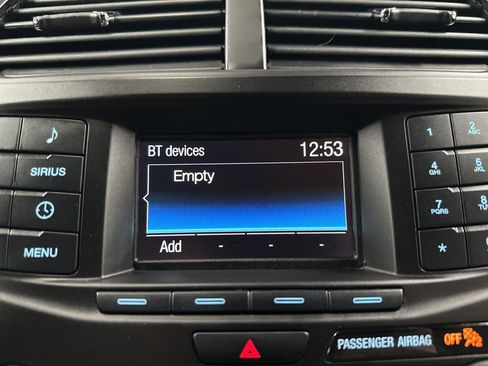 BT devices 12:53
Empty
Add - - -
SIRIUS
MENU
1 2 ABC
4 GHI 5 JKL
7 PQRS 8
*
PASSENGER AIRBAG OFF